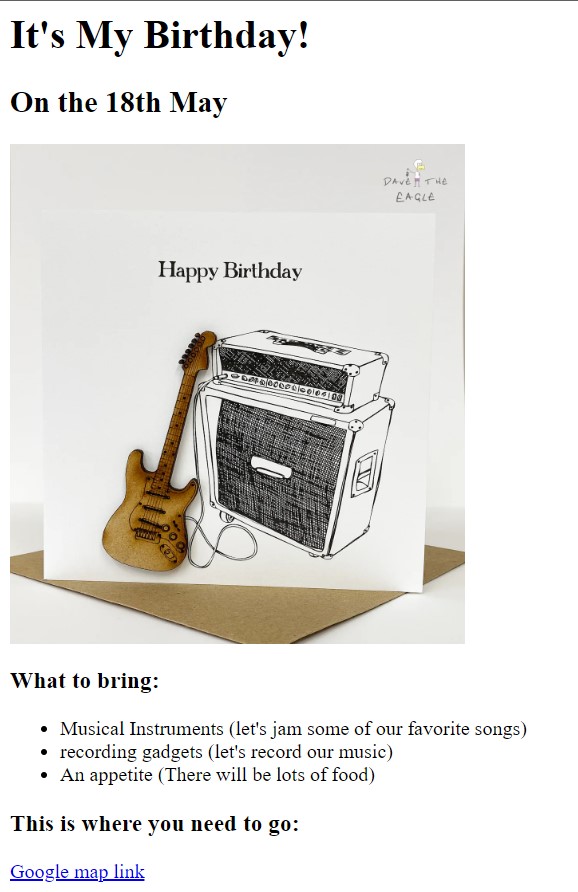 It's My Birthday!
On the 18th May
DAVE THE
EAGLE
Happy Birthday
What to bring:
Musical Instruments (let's jam some of our favorite songs)
recording gadgets (let's record our music)
An appetite (There will be lots of food)
This is where you need to go:
Google map link